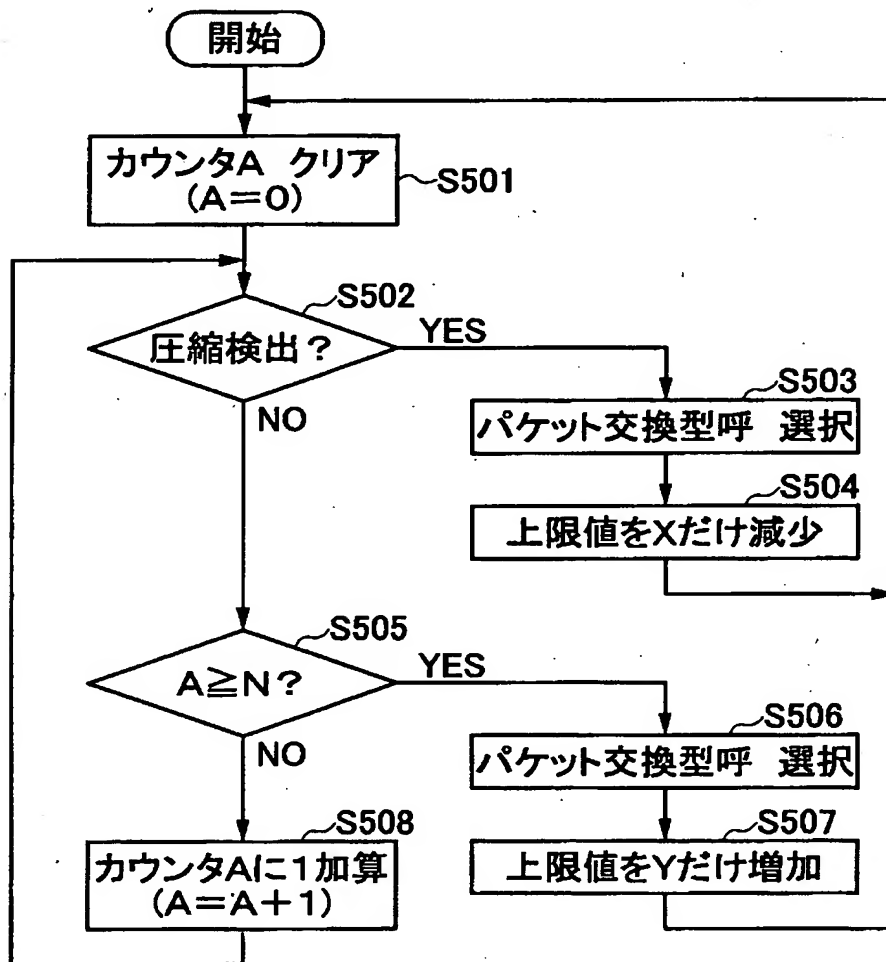 開始
カウンタA クリア
(A=0)
S501
S502
圧縮検出?
YES
NO
S503
パケット交換型呼 選択
S504
上限値をXだけ減少
S505
A≧N?
YES
NO
S506
パケット交換型呼 選択
S507
上限値をYだけ増加
S508
カウンタAに1加算
(A=A+1)